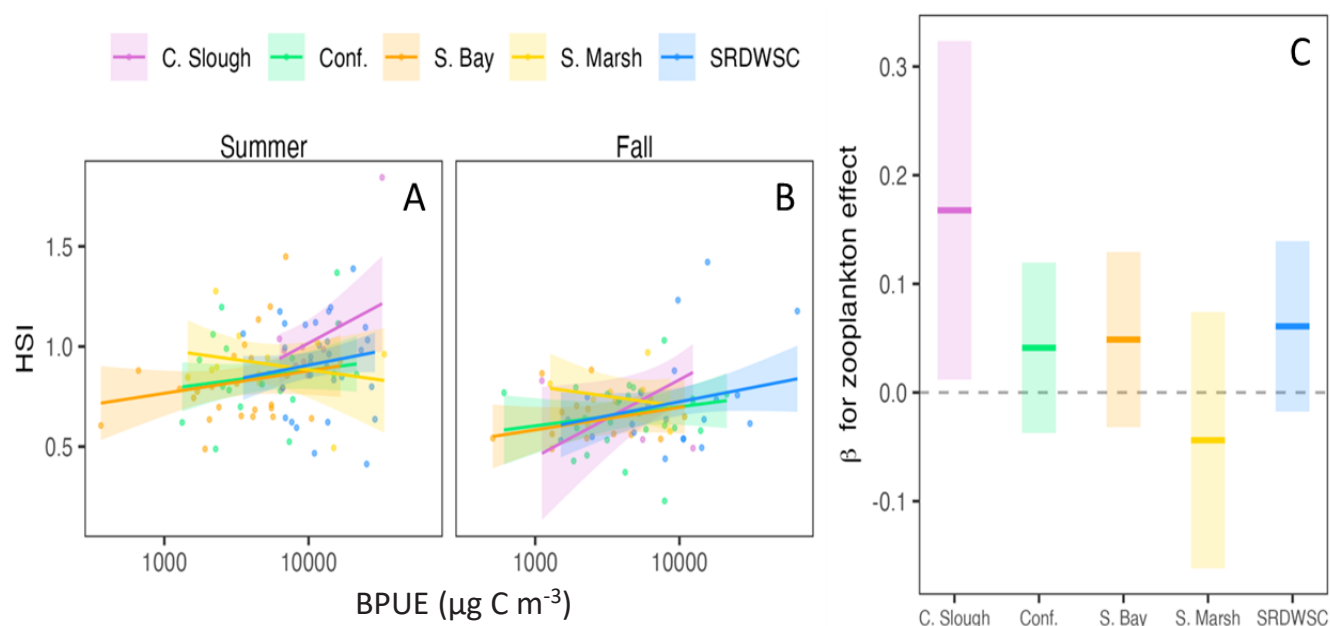 C. Slough Conf. S. Bay S. Marsh SRDWSC
Summer
Fall
A
B
C
HSI
1.5
1.0
0.5
1000 10000
1000 10000
BPUE (µg C m-3)
β for zooplankton effect
0.3
0.2
0.1
0.0
-0.1
C. Slough Conf. S. Bay S. Marsh SRDWSC